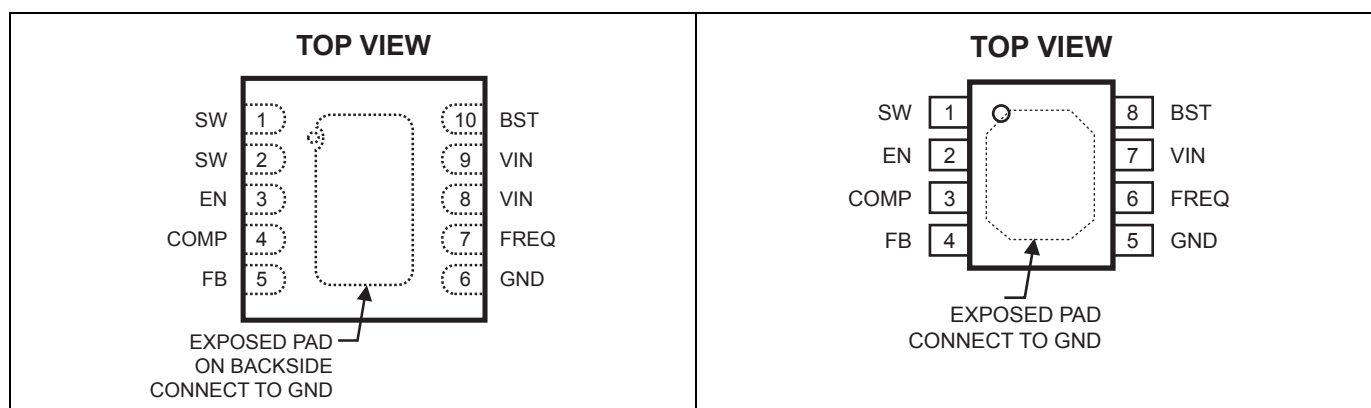 TOP VIEW
SW 1 10 BST
SW 2 9 VIN
EN 3 8 VIN
COMP 4 7 FREQ
FB 5 6 GND
EXPOSED PAD
ON BACKSIDE
CONNECT TO GND
TOP VIEW
SW 1 8 BST
EN 2 7 VIN
COMP 3 6 FREQ
FB 4 5 GND
EXPOSED PAD
CONNECT TO GND